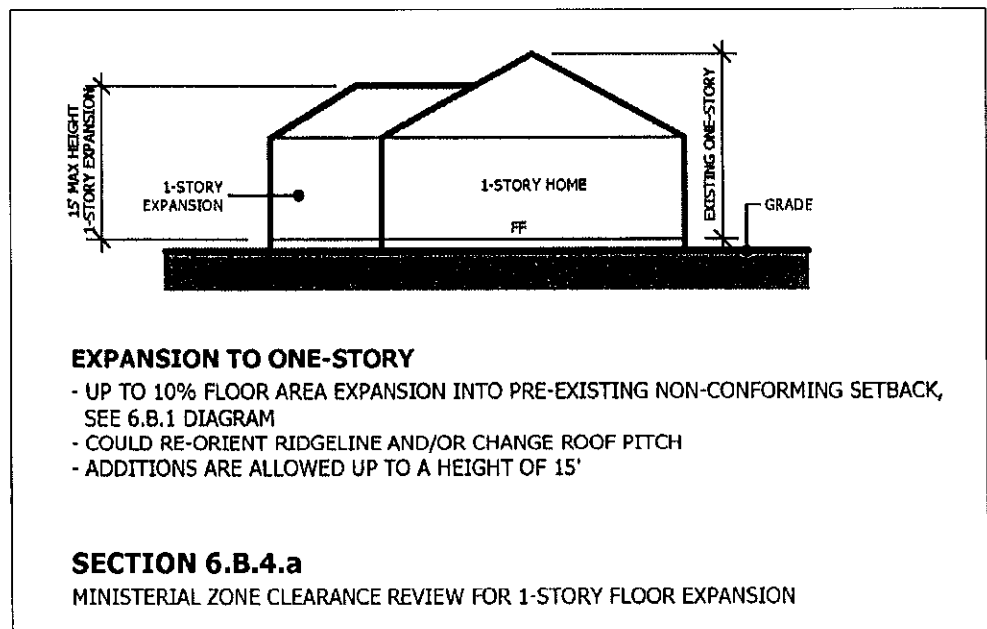 15' MAX HEIGHT
1-STORY EXPANSION
1-STORY
EXPANSION
1-STORY HOME
FF
EXISTING ONE-STORY
GRADE
EXPANSION TO ONE-STORY
- UP TO 10% FLOOR AREA EXPANSION INTO PRE-EXISTING NON-CONFORMING SETBACK,
SEE 6.B.1 DIAGRAM
- COULD RE-ORIENT RIDGELINE AND/OR CHANGE ROOF PITCH
- ADDITIONS ARE ALLOWED UP TO A HEIGHT OF 15'
SECTION 6.B.4.a
MINISTERIAL ZONE CLEARANCE REVIEW FOR 1-STORY FLOOR EXPANSION